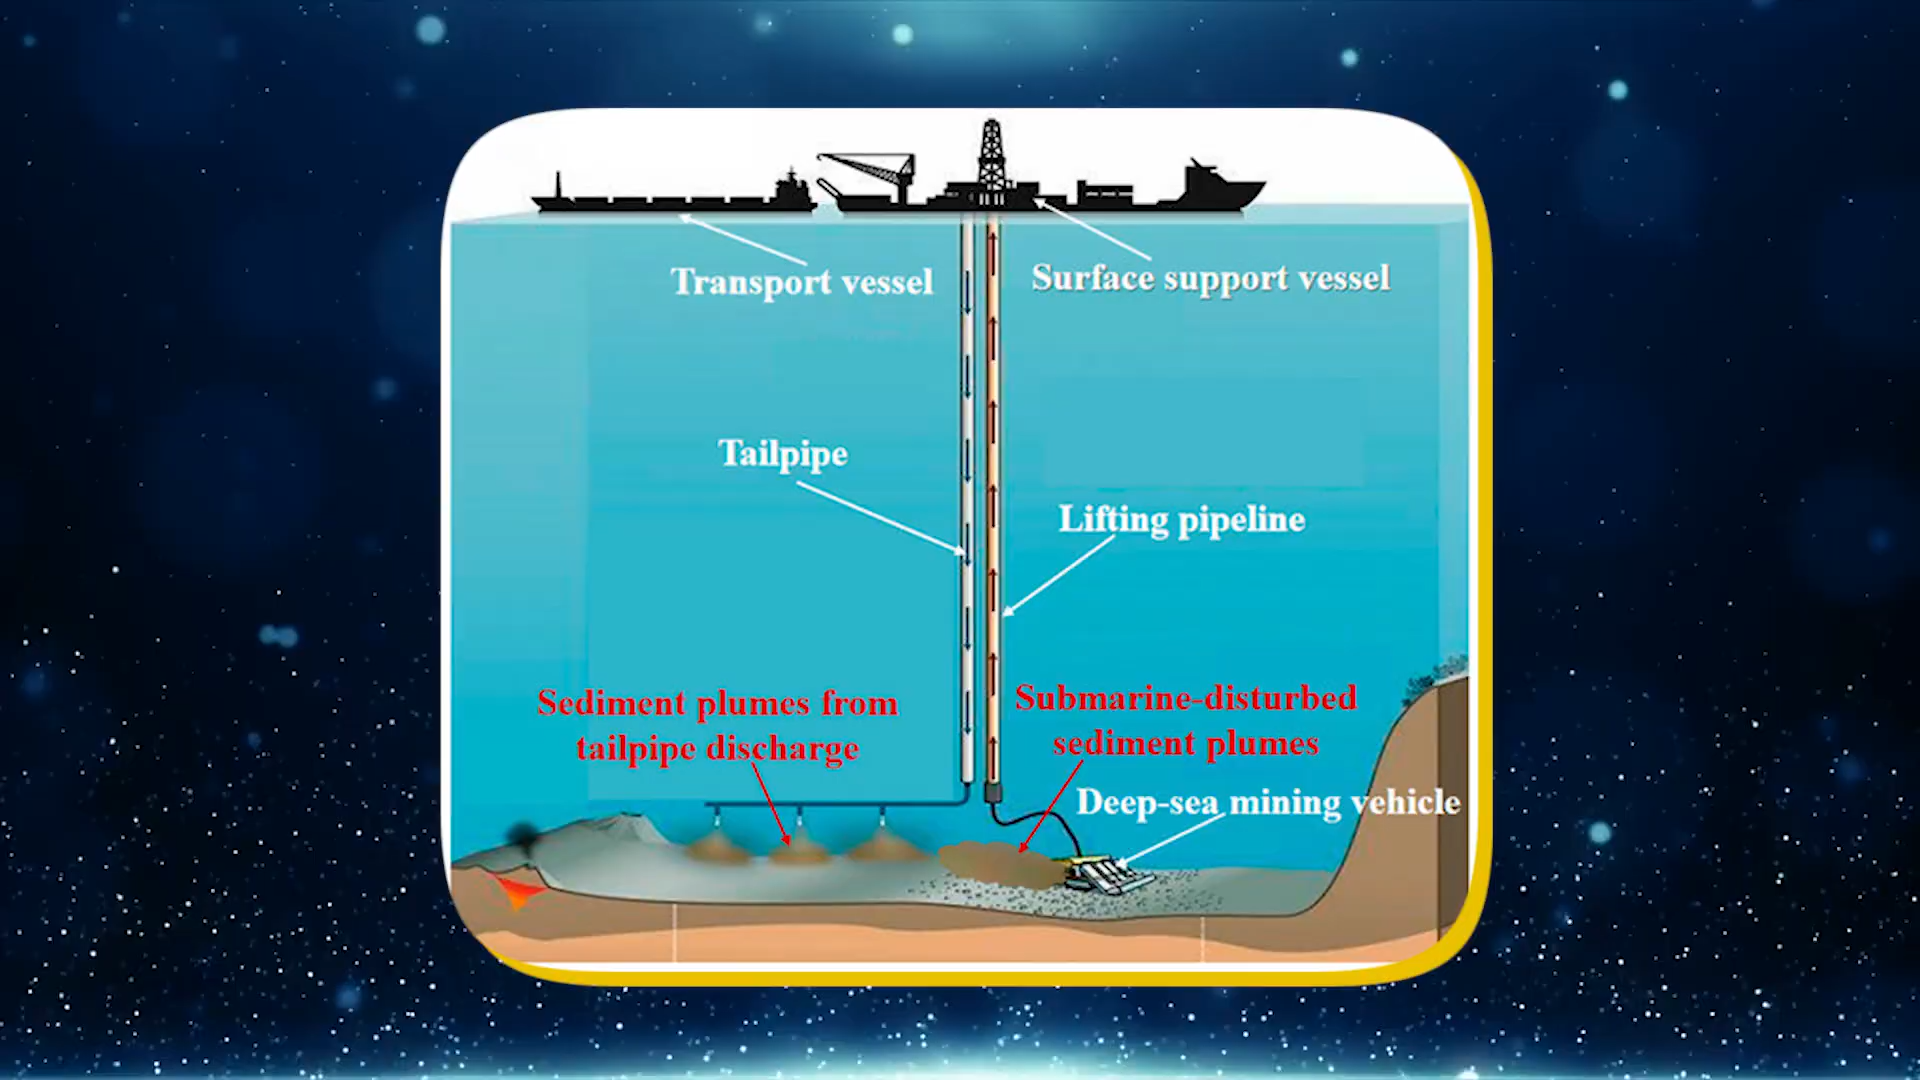 Transport vessel
Surface support vessel
Tailpipe
Lifting pipeline
Sediment plumes from
tailpipe discharge
Submarine-disturbed
sediment plumes
Deep-sea mining vehicle